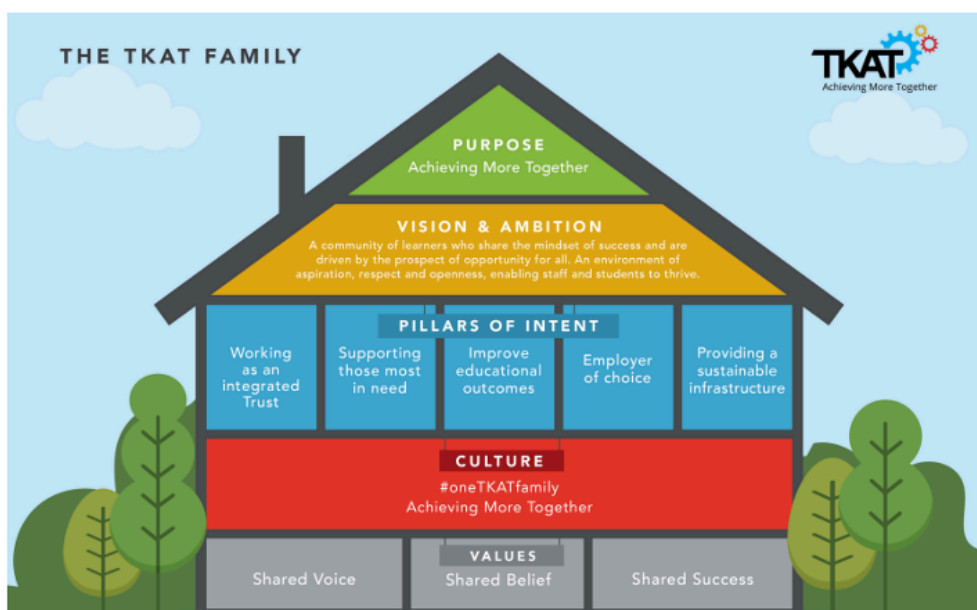 THE TKAT FAMILY
TKAT
Achieving More Together
PURPOSE
Achieving More Together
VISION & AMBITION
A community of learners who share the mindset of success and are
driven by the prospect of opportunity for all. An environment of
aspiration, respect and openness, enabling staff and students to thrive.
PILLARS OF INTENT
Working
as an
integrated
Trust
Supporting
those most
in need
Improve
educational
outcomes
Employer
of choice
Providing a
sustainable
infrastructure
CULTURE
#oneTKATfamily
Achieving More Together
VALUES
Shared Voice
Shared Belief
Shared Success